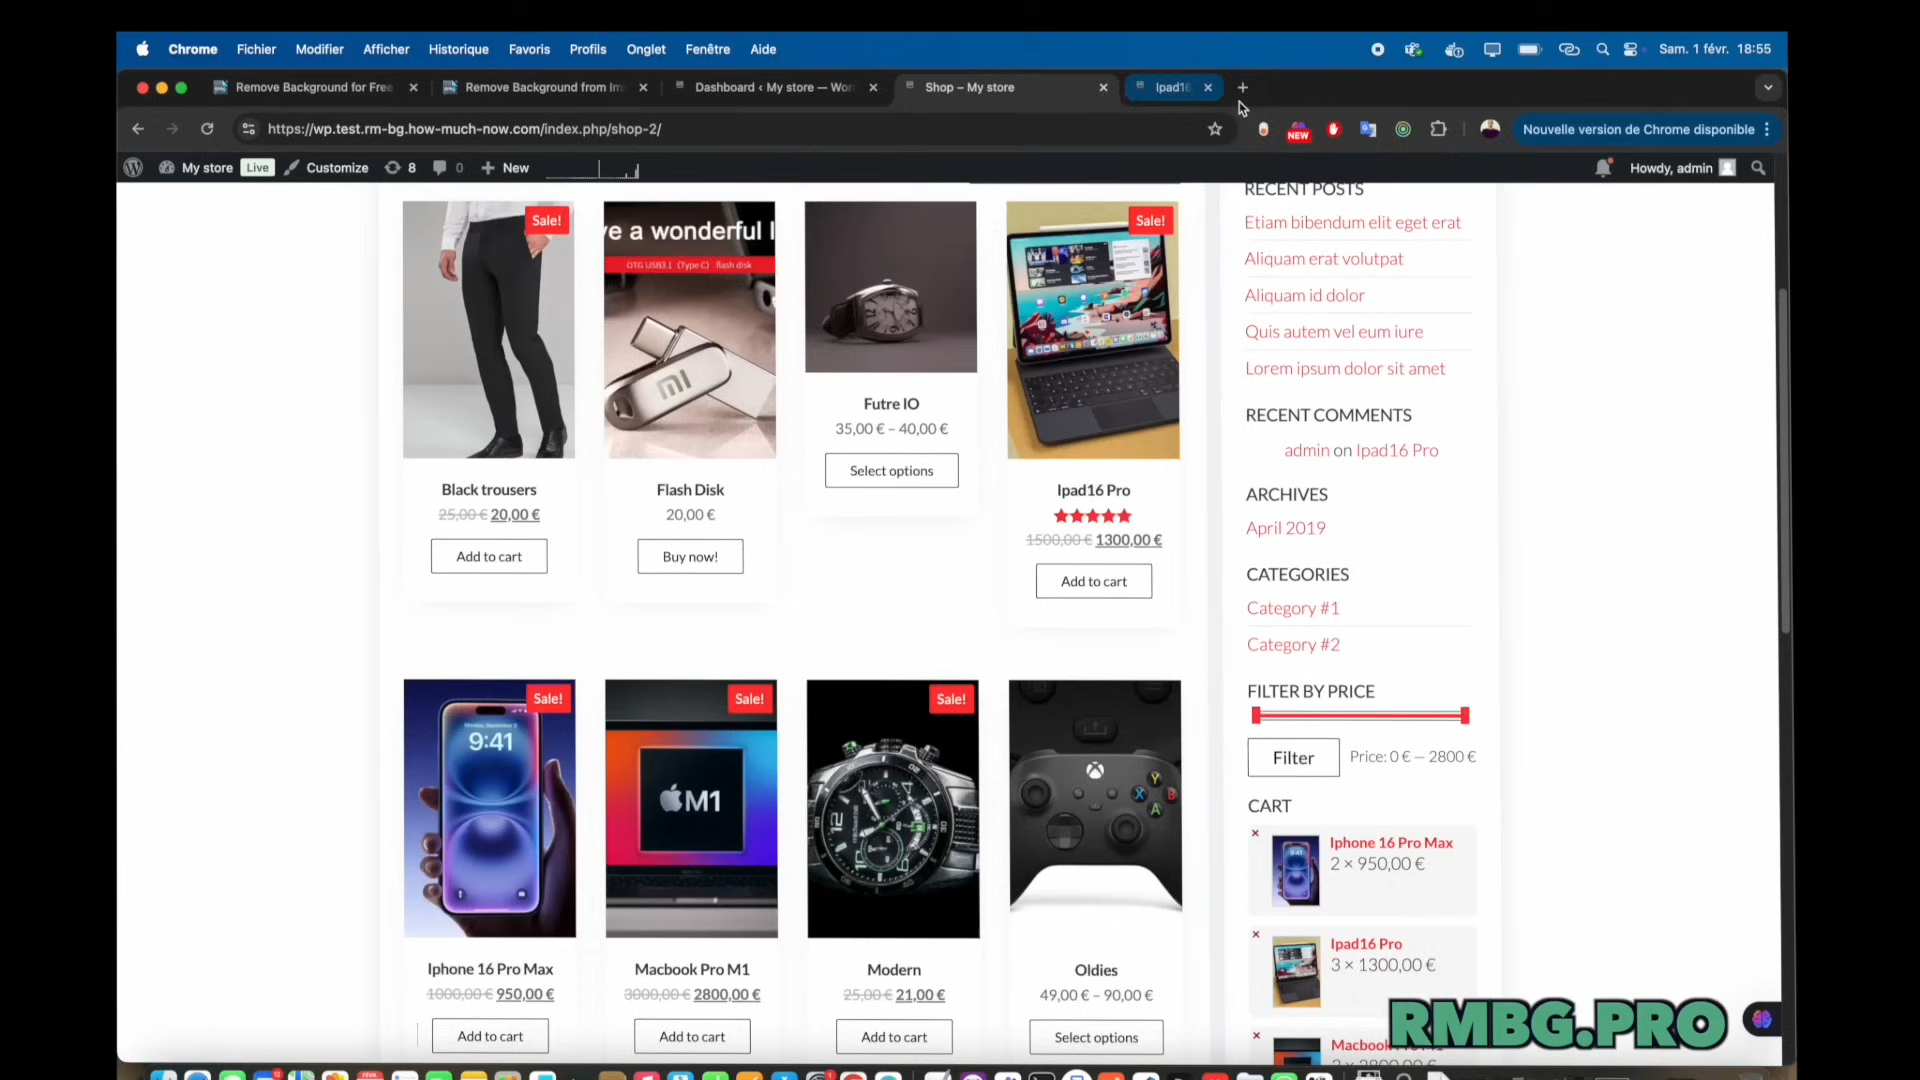 Chrome Fichier Modifier Afficher Historique Favoris Profils Onglet Fenêtre Aide Sam. 1 févr. 18:55
Remove Background for Free Remove Background from Im Dashboard ‹ My store — Wor Shop – My store Ipad16
https://wp.test.rm-bg.how-much-now.com/index.php/shop-2/ NEW Nouvelle version de Chrome disponible
My store Live Customize 8 0 New Howdy, admin
Sale!
e a wonderful l
OTG USB3.1 (Type C) flash disk
Sale!
Black trousers
25,00 € 20,00 €
Add to cart
Flash Disk
20,00 €
Buy now!
Futre IO
35,00 € – 40,00 €
Select options
Ipad16 Pro
1500,00 € 1300,00 €
Add to cart
Sale!
9:41
Sale!
M1
Sale!
X Y B A
Iphone 16 Pro Max
1000,00 € 950,00 €
Add to cart
Macbook Pro M1
3000,00 € 2800,00 €
Add to cart
Modern
25,00 € 21,00 €
Add to cart
Oldies
49,00 € – 90,00 €
Select options
RECENT POSTS
Etiam bibendum elit eget erat
Aliquam erat volutpat
Aliquam id dolor
Quis autem vel eum iure
Lorem ipsum dolor sit amet
RECENT COMMENTS
admin on Ipad16 Pro
ARCHIVES
April 2019
CATEGORIES
Category #1
Category #2
FILTER BY PRICE
Filter Price: 0 € — 2800 €
CART
Iphone 16 Pro Max
2 × 950,00 €
Ipad16 Pro
3 × 1300,00 €
Macbook
RMBG.PRO